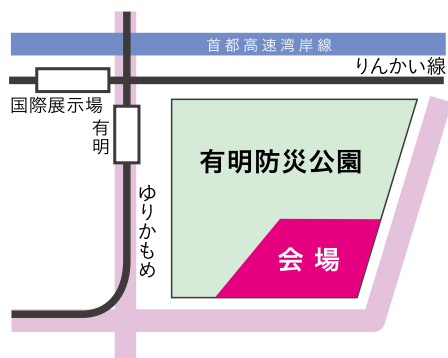 首都高速湾岸線
りんかい線
国際展示場
有明
有明防災公園
ゆりかもめ
会場